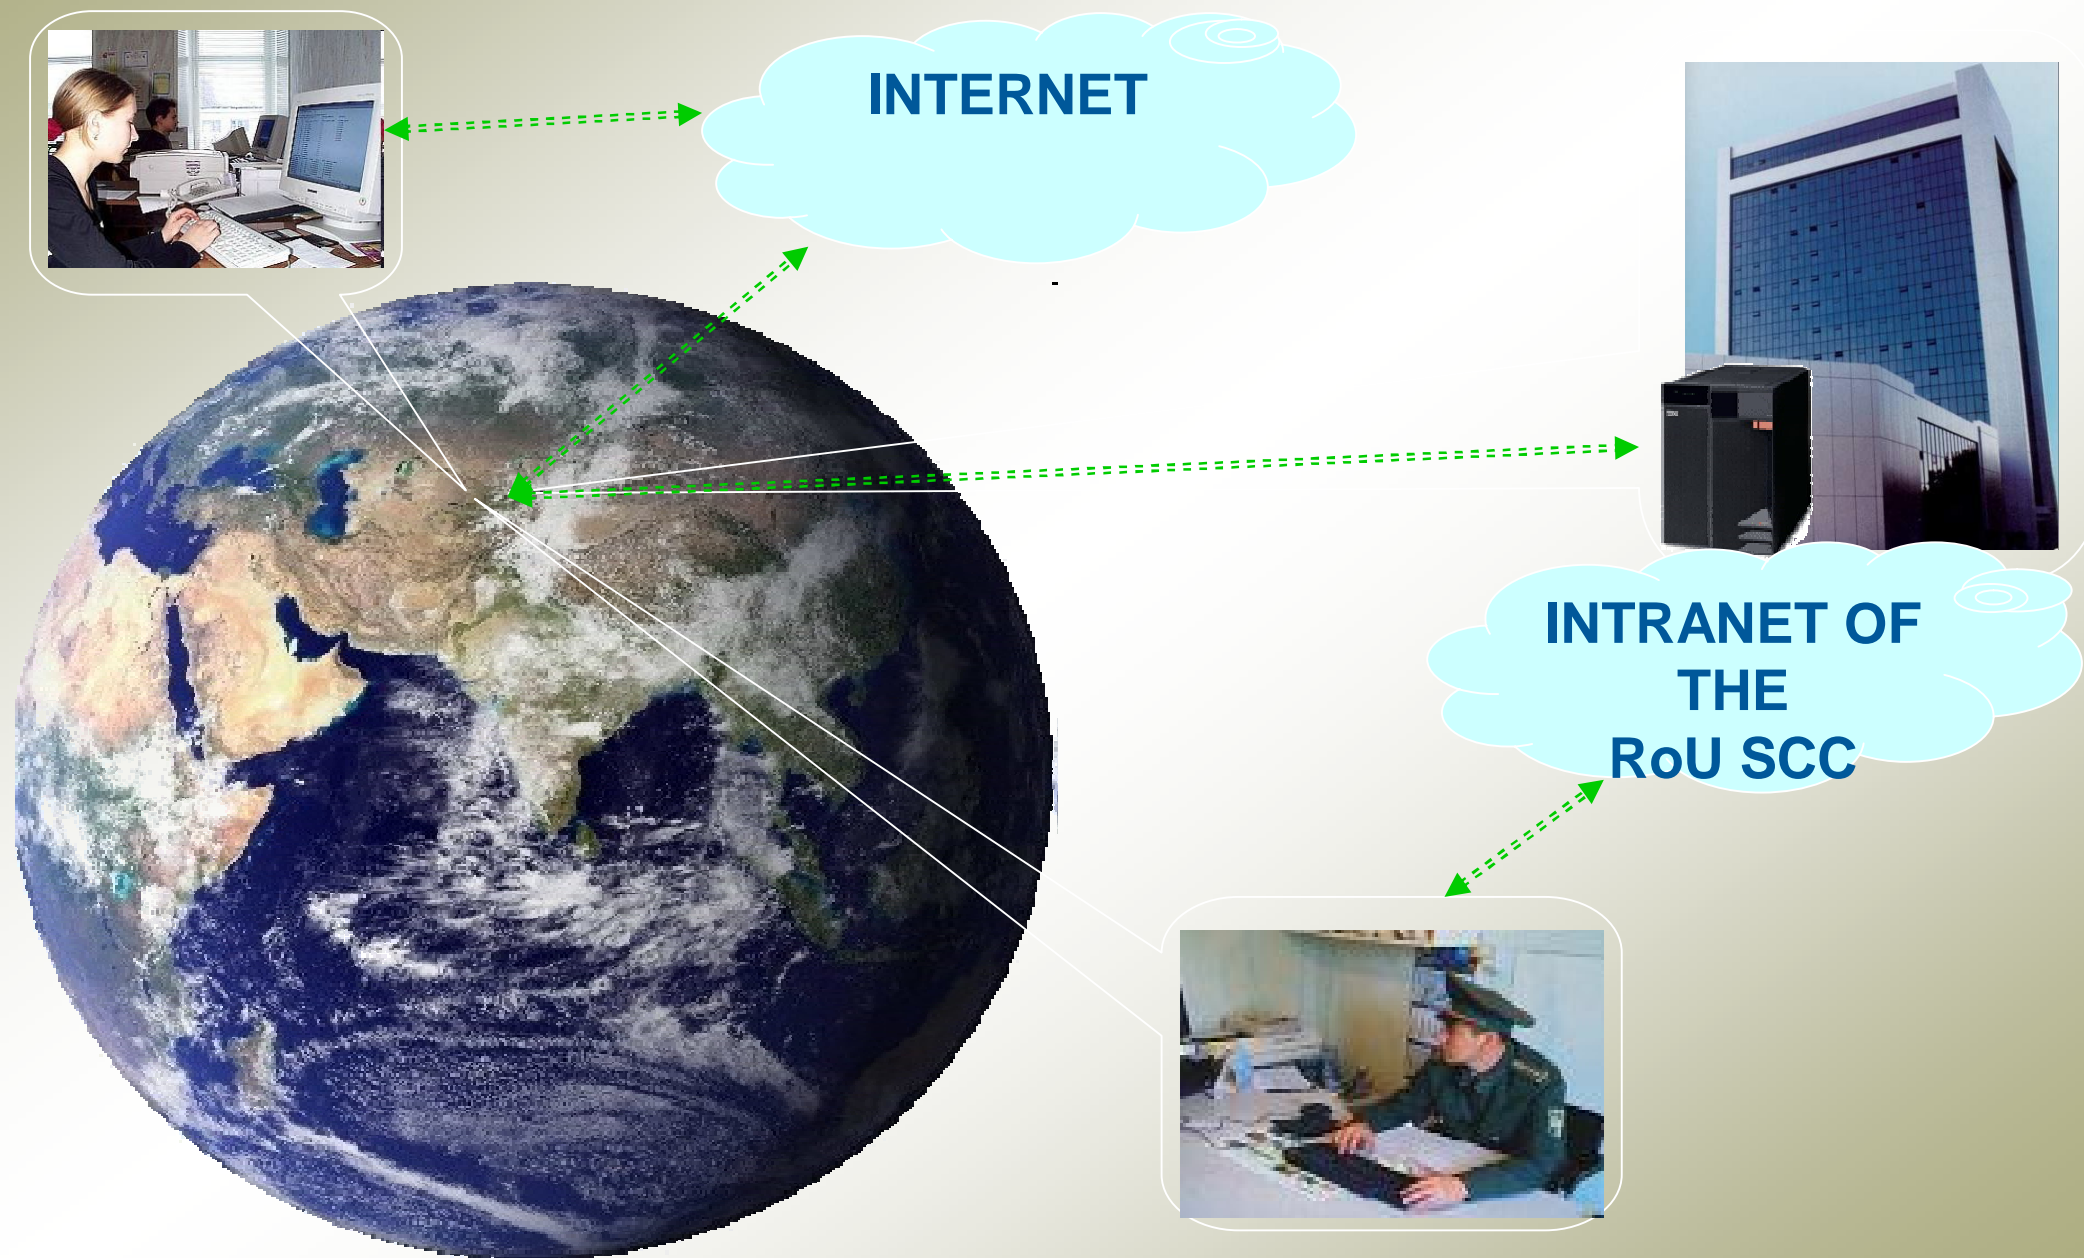 INTERNET
INTRANET OF
THE
RoU SCC